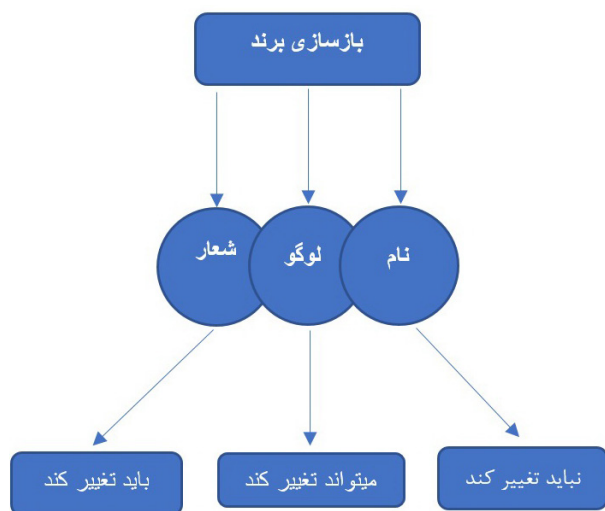 بازسازی برند
نام
لوگو
شعار
نباید تغییر کند
میتواند تغییر کند
باید تغییر کند